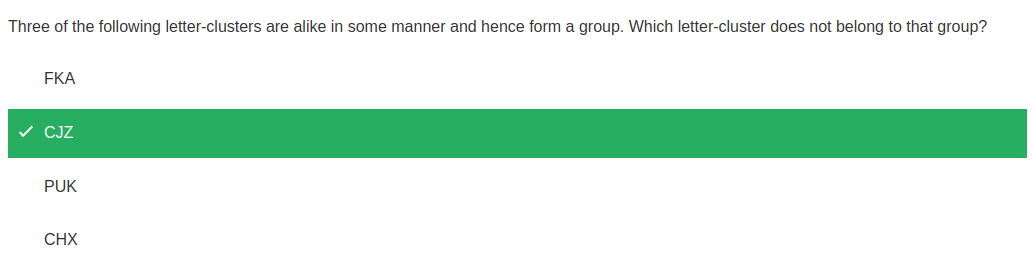 Three of the following letter-clusters are alike in some manner and hence form a group. Which letter-cluster does not belong to that group?
FKA
CJZ
PUK
CHX